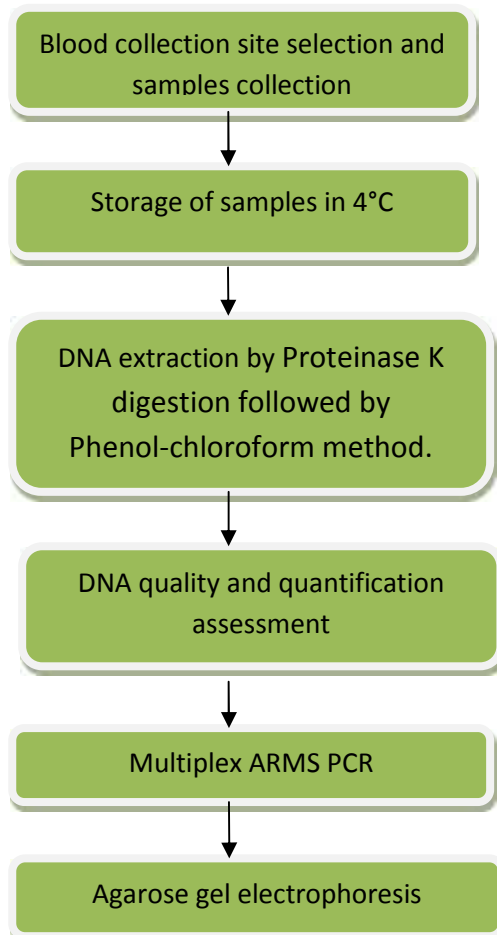 Blood collection site selection and
samples collection
Storage of samples in 4°C
DNA extraction by Proteinase K
digestion followed by
Phenol-chloroform method.
DNA quality and quantification
assessment
Multiplex ARMS PCR
Agarose gel electrophoresis